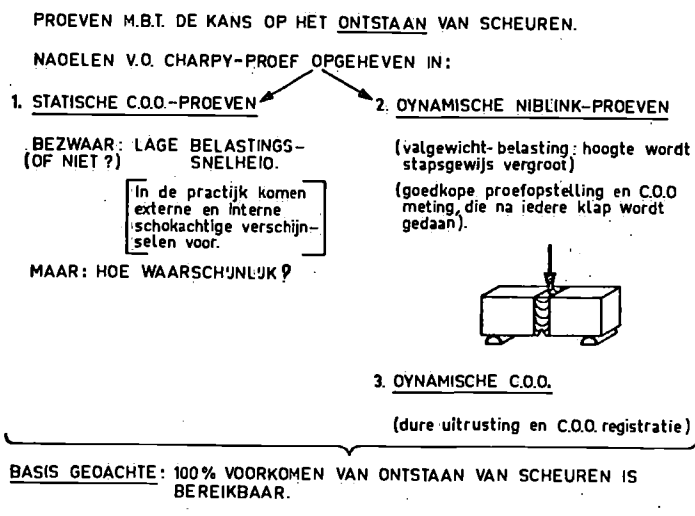 PROEVEN M.B.T. DE KANS OP HET ONTSTAAN VAN SCHEUREN.
NADELEN V.D. CHARPY-PROEF OPGEHEVEN IN:
1. STATISCHE C.O.D.-PROEVEN
BEZWAAR: LAGE BELASTINGS-
(OF NIET?) SNELHEID.
In de practijk komen
externe en interne
schokachtige verschijn-
selen voor.
MAAR: HOE WAARSCHIJNLIJK?
2. DYNAMISCHE NIBLINK-PROEVEN
(valgewicht-belasting: hoogte wordt
stapsgewijs vergroot)
(goedkope proefopstelling en C.O.D
meting, die na iedere klap wordt
gedaan).
3. DYNAMISCHE C.O.D.
(dure uitrusting en C.O.D. registratie)
BASIS GEDACHTE: 100% VOORKOMEN VAN ONTSTAAN VAN SCHEUREN IS
BEREIKBAAR.